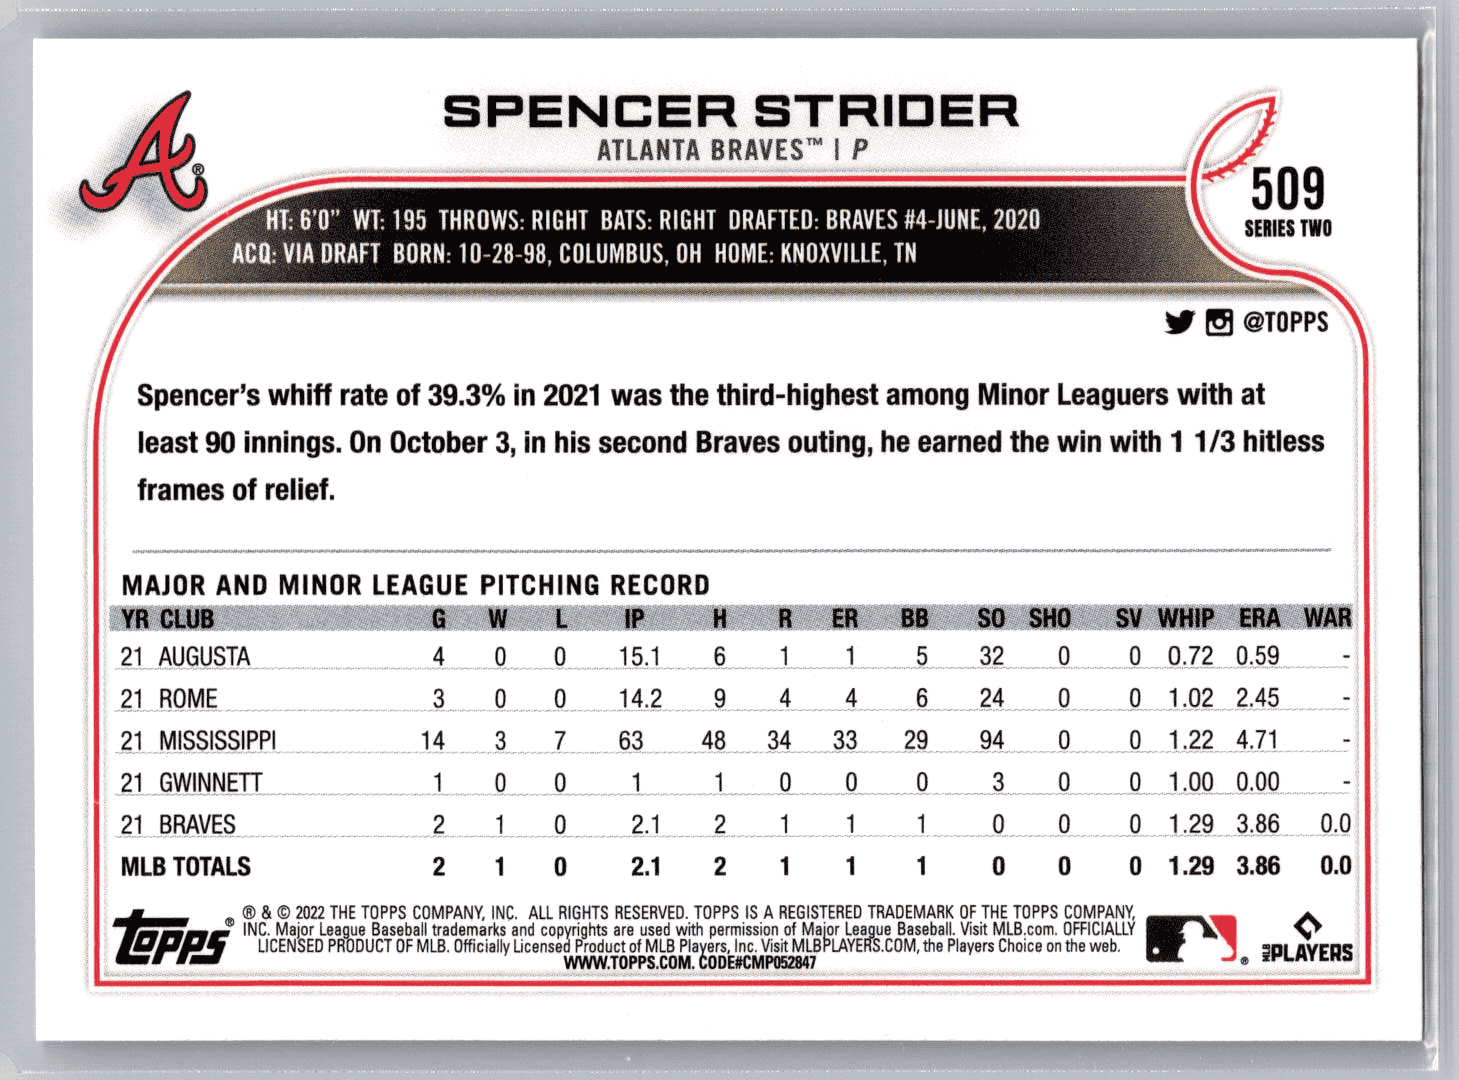 SPENCER STRIDER
ATLANTA BRAVES™ | P
509
SERIES TWO
HT: 6'0" WT: 195 THROWS: RIGHT BATS: RIGHT DRAFTED: BRAVES #4-JUNE, 2020
ACQ: VIA DRAFT BORN: 10-28-98, COLUMBUS, OH HOME: KNOXVILLE, TN
@TOPPS
Spencer's whiff rate of 39.3% in 2021 was the third-highest among Minor Leaguers with at
least 90 innings. On October 3, in his second Braves outing, he earned the win with 1 1/3 hitless
frames of relief.
MAJOR AND MINOR LEAGUE PITCHING RECORD
YR CLUB G W L IP H R ER BB SO SHO SV WHIP ERA WAR
21 AUGUSTA 4 0 0 15.1 6 1 1 5 32 0 0 0.72 0.59 -
21 ROME 3 0 0 14.2 9 4 4 6 24 0 0 1.02 2.45 -
21 MISSISSIPPI 14 3 7 63 48 34 33 29 94 0 0 1.22 4.71 -
21 GWINNETT 1 0 0 1 1 0 0 0 3 0 0 1.00 0.00 -
21 BRAVES 2 1 0 2.1 2 1 1 1 0 0 0 1.29 3.86 0.0
MLB TOTALS 2 1 0 2.1 2 1 1 1 0 0 0 1.29 3.86 0.0
Topps®
® & © 2022 THE TOPPS COMPANY, INC. ALL RIGHTS RESERVED. TOPPS IS A REGISTERED TRADEMARK OF THE TOPPS COMPANY,
INC. Major League Baseball trademarks and copyrights are used with permission of Major League Baseball. Visit MLB.com. OFFICIALLY
LICENSED PRODUCT OF MLB. Officially Licensed Product of MLB Players, Inc. Visit MLBPLAYERS.COM, the Players Choice on the web.
WWW.TOPPS.COM. CODE#CMP052847
MLB PLAYERS